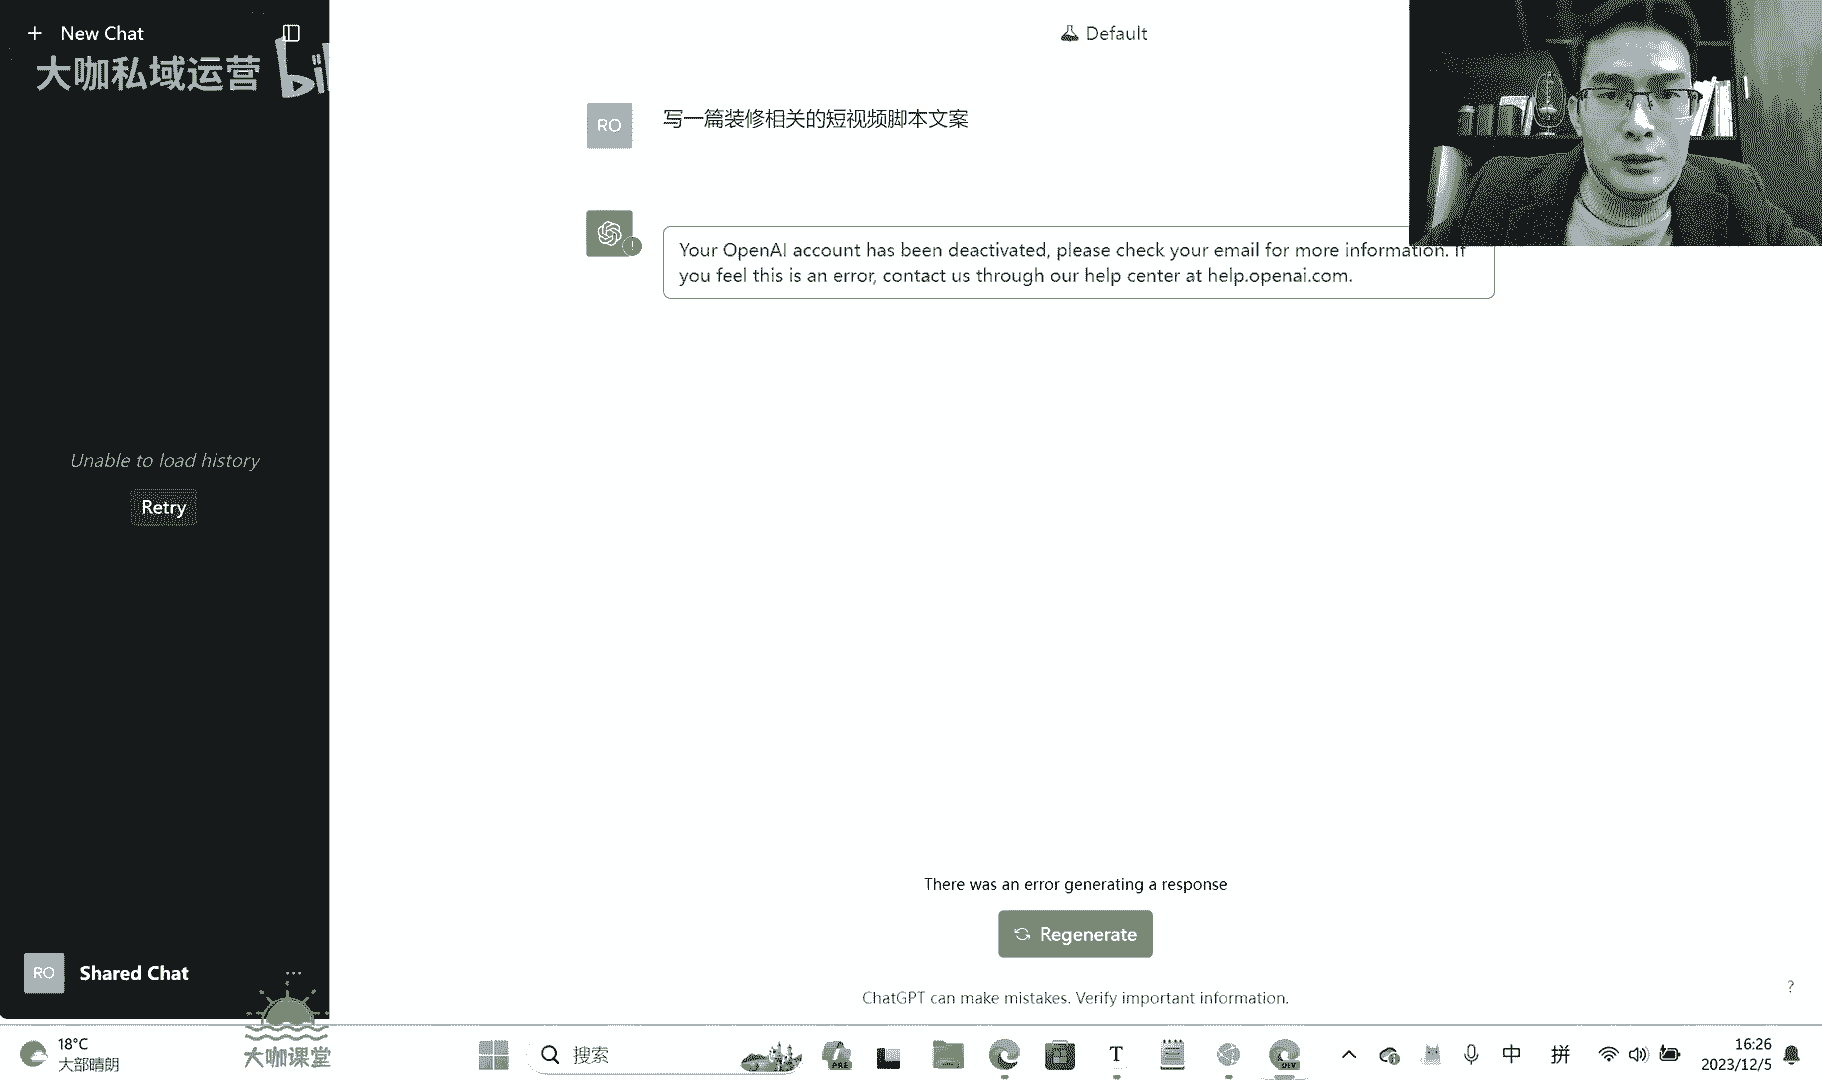 New Chat
大咖私域运营
Default
RO
写一篇装修相关的短视频脚本文案
Your OpenAI account has been deactivated, please check your email for more information. If
you feel this is an error, contact us through our help center at help.openai.com.
Unable to load history
Retry
There was an error generating a response
Regenerate
RO
Shared Chat
ChatGPT can make mistakes. Verify important information.
?
大咖课堂
18°C
大部晴朗
搜索
PRE
T
DEV
中
拼
16:26
2023/12/5